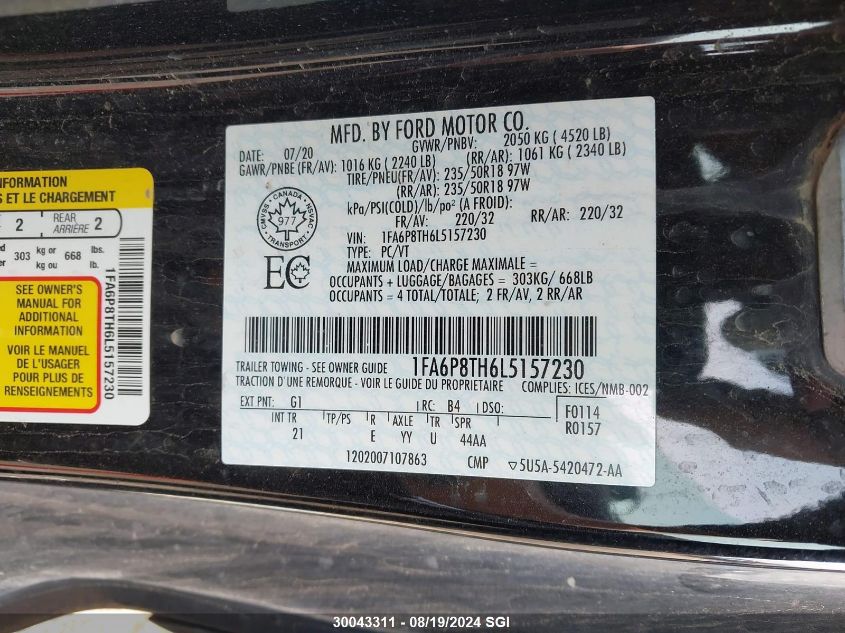 INFORMATION
S ET LE CHARGEMENT
2 REAR ARRIÈRE 2
303 kg or kg ou 668 lbs. lb.
SEE OWNER'S
MANUAL FOR
ADDITIONAL
INFORMATION
VOIR LE MANUEL
DE L'USAGER
POUR PLUS DE
RENSEIGNEMENTS
1FA6P8TH6L5157230
MFD. BY FORD MOTOR CO.
DATE: 07/20 GVWR/PNBV: 2050 KG ( 4520 LB)
GAWR/PNBE(FR/AV): 1016 KG ( 2240 LB) (RR/AR): 1061 KG ( 2340 LB)
TIRE/PNEU(FR/AV): 235/50R18 97W
(RR/AR): 235/50R18 97W
kPa/PSI(COLD)/lb/po² (A FROID):
FR/AV: 220/32 RR/AR: 220/32
VIN: 1FA6P8TH6L5157230
TYPE: PC/VT
MAXIMUM LOAD/CHARGE MAXIMALE =
OCCUPANTS + LUGGAGE/BAGAGES = 303KG/ 668LB
OCCUPANTS = 4 TOTAL/TOTALE; 2 FR/AV, 2 RR/AR
CMVSS CANADA NSVAC
977
TRANSPORT
EC
TRAILER TOWING - SEE OWNER GUIDE 1FA6P8TH6L5157230
TRACTION D'UNE REMORQUE - VOIR LE GUIDE DU PROPRIETAIRE COMPLIES: ICES/NMB-002
EXT PNT: G1 RC: B4 DSO: F0114
INT TR TP/PS R AXLE TR SPR R0157
21 E YY U 44AA
1202007107863 CMP 5U5A-5420472-AA
30043311 - 08/19/2024 SGI